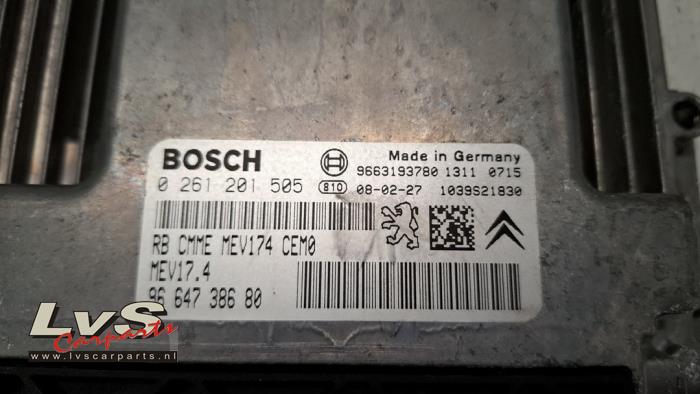 BOSCH
Made in Germany
9663193780 1311 0715
0 261 201 505 810 08-02-27 1039S21830
RB CMME MEV174 CEM0
MEV17.4
96 647 386 80
LvS
Carparts
www.lvscarparts.nl